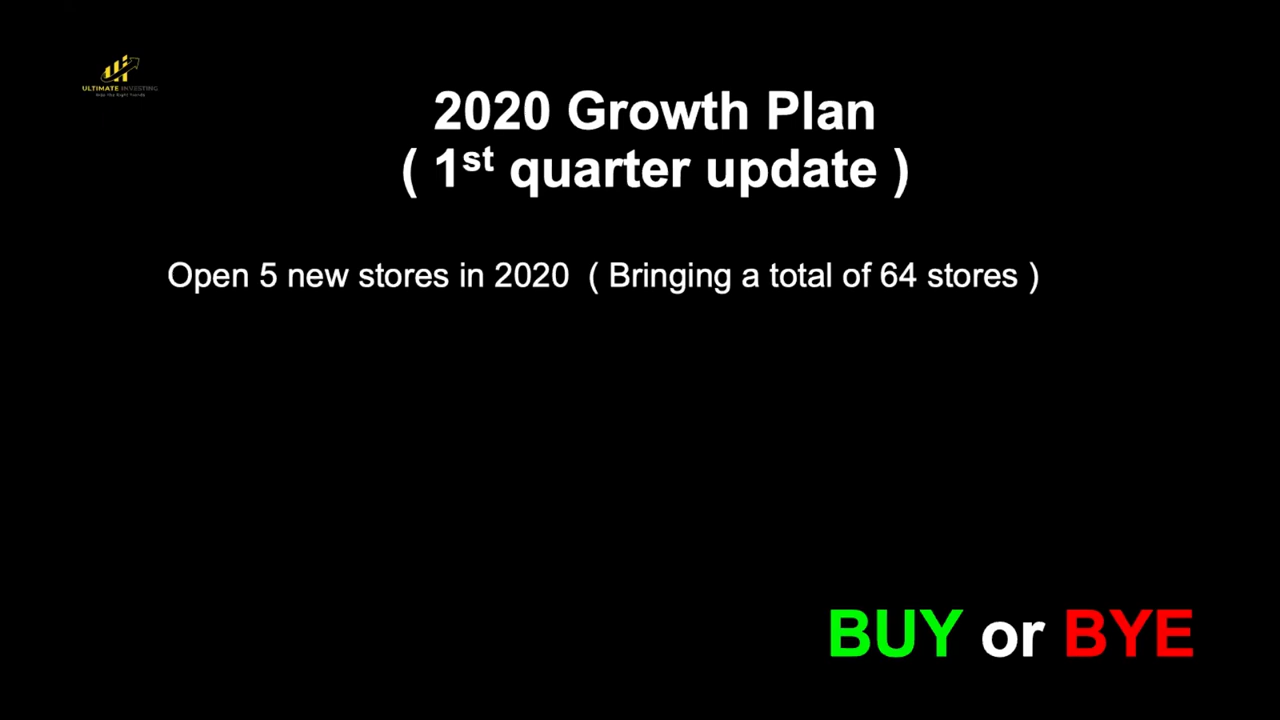 ULTIMATE INVESTING
2020 Growth Plan
( 1st quarter update )
Open 5 new stores in 2020 ( Bringing a total of 64 stores )
BUY or BYE